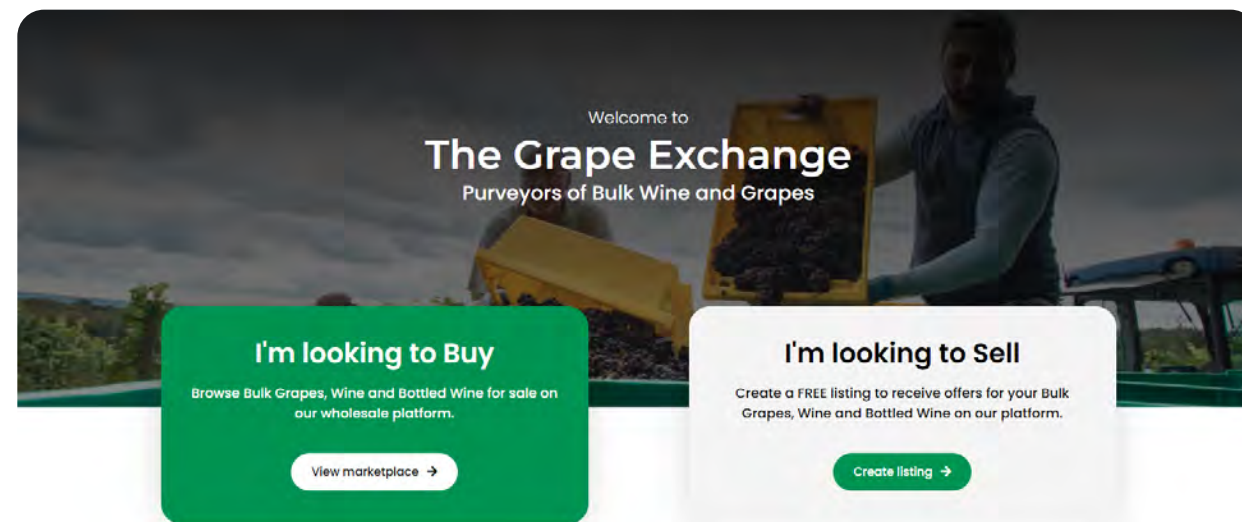 Welcome to
The Grape Exchange
Purveyors of Bulk Wine and Grapes
I'm looking to Buy
Browse Bulk Grapes, Wine and Bottled Wine for sale on
our wholesale platform.
View marketplace →
I'm looking to Sell
Create a FREE listing to receive offers for your Bulk
Grapes, Wine and Bottled Wine on our platform.
Create listing →